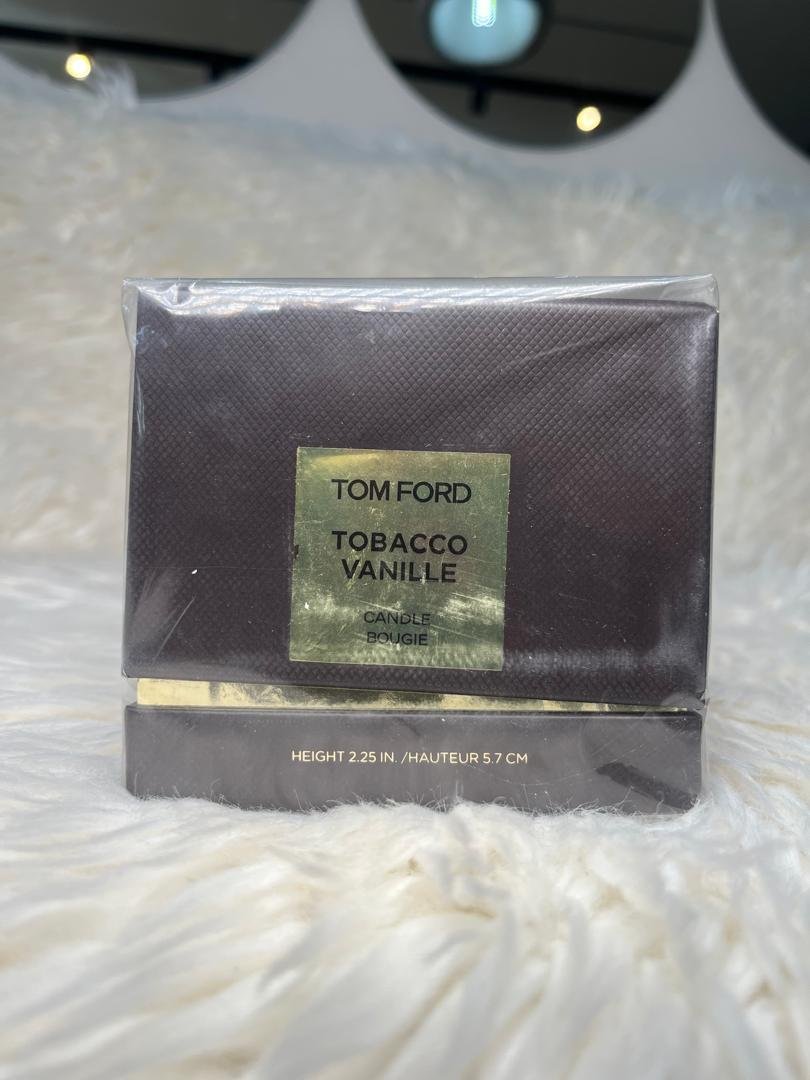 TOM FORD
TOBACCO
VANILLE
CANDLE
BOUGIE
HEIGHT 2.25 IN. /HAUTEUR 5.7 CM